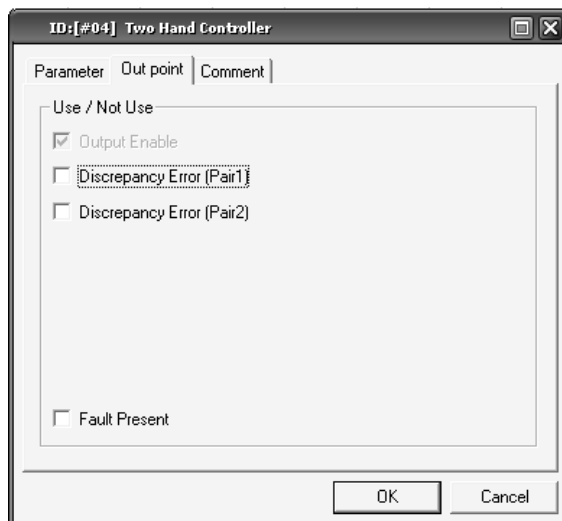 ID:[#04] Two Hand Controller
Parameter Out point Comment
Use / Not Use
Output Enable
Discrepancy Error (Pair1)
Discrepancy Error (Pair2)
Fault Present
OK Cancel